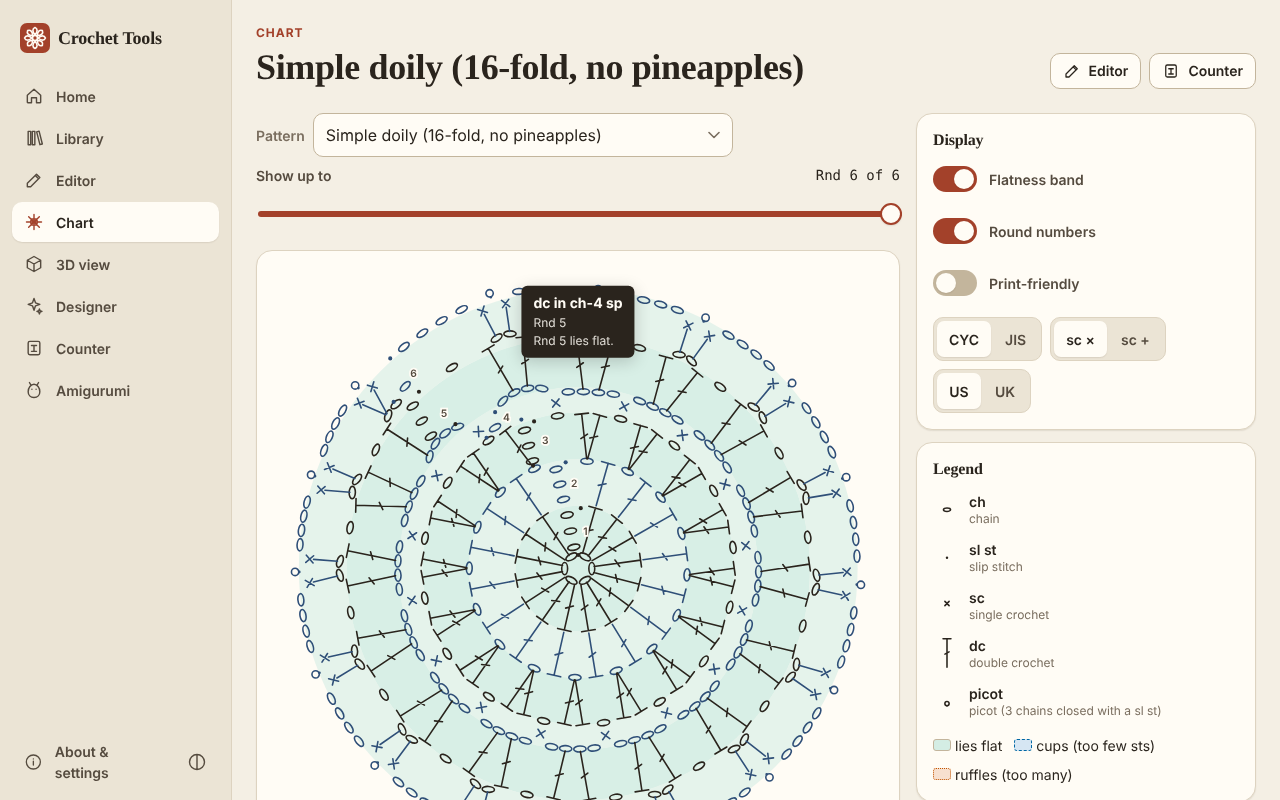 Crochet Tools
Home
Library
Editor
Chart
3D view
Designer
Counter
Amigurumi
About &
settings
CHART
Simple doily (16-fold, no pineapples)
Editor
Counter
Pattern
Simple doily (16-fold, no pineapples)
Show up to
Rnd 6 of 6
dc in ch-4 sp
Rnd 5
Rnd 5 lies flat.
6
5
4
3
2
1
Display
Flatness band
Round numbers
Print-friendly
CYC
JIS
sc ×
sc +
US
UK
Legend
ch
chain
sl st
slip stitch
sc
single crochet
dc
double crochet
picot
picot (3 chains closed with a sl st)
lies flat
cups (too few sts)
ruffles (too many)